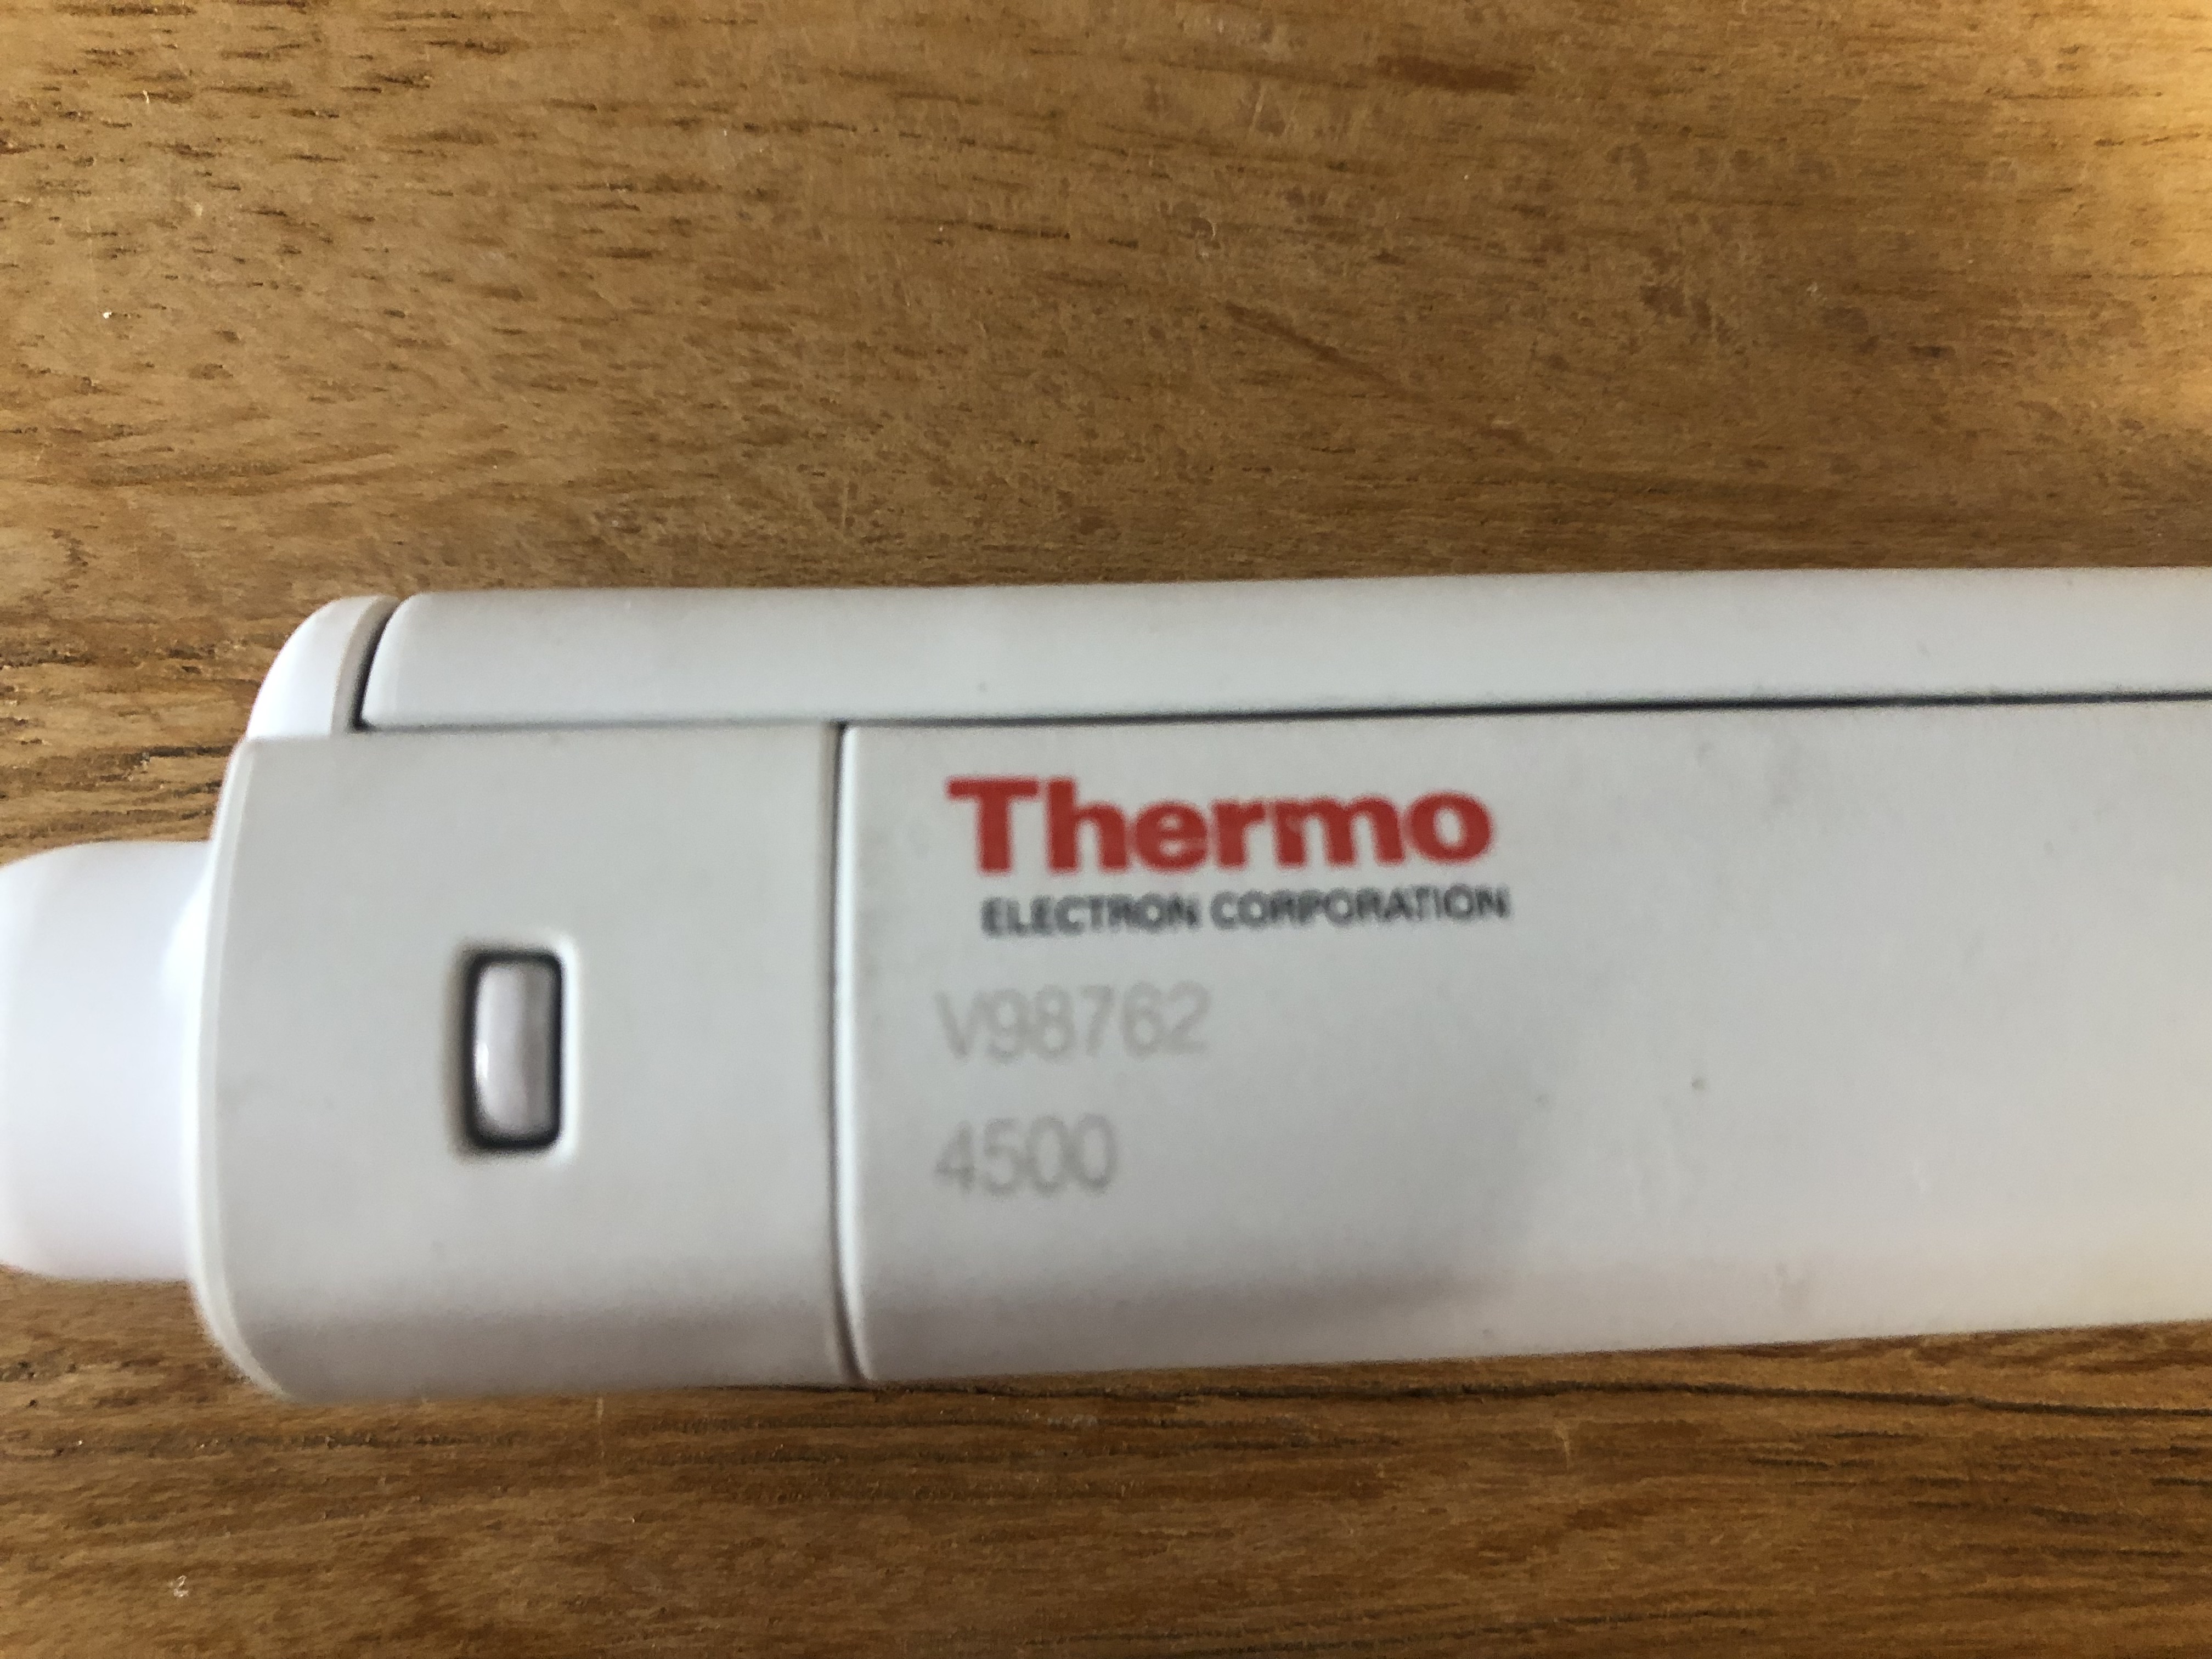 Thermo
ELECTRON CORPORATION
V98762
4500